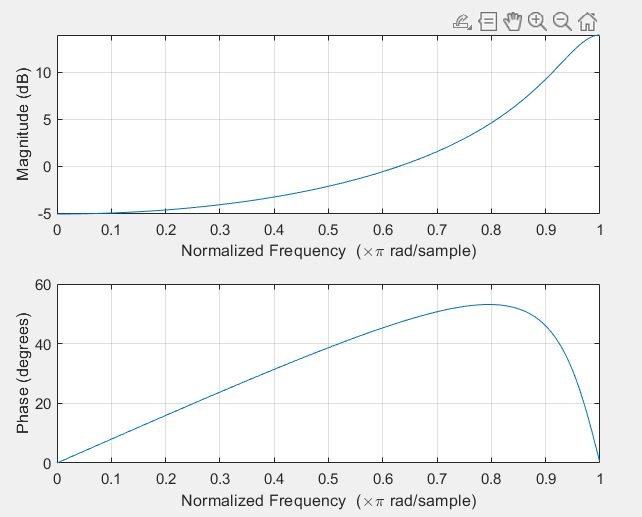 10
5
0
-5
Magnitude (dB)
0 0.1 0.2 0.3 0.4 0.5 0.6 0.7 0.8 0.9 1
Normalized Frequency (×π rad/sample)
60
40
20
0
Phase (degrees)
0 0.1 0.2 0.3 0.4 0.5 0.6 0.7 0.8 0.9 1
Normalized Frequency (×π rad/sample)